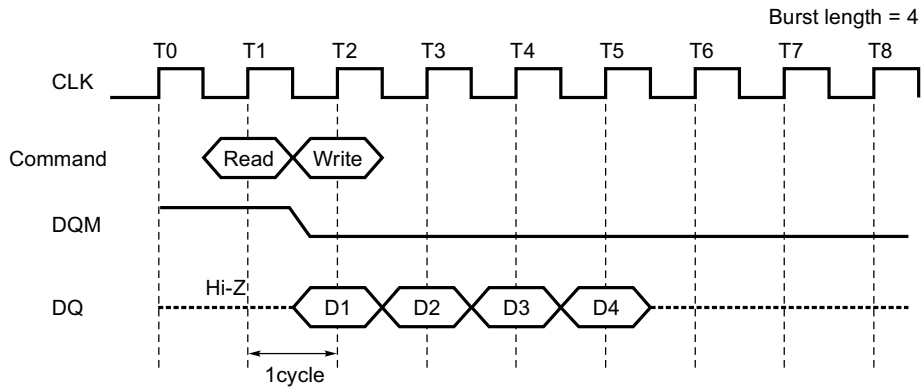 Burst length = 4
T0 T1 T2 T3 T4 T5 T6 T7 T8
CLK
Command Read Write
DQM
Hi-Z
DQ D1 D2 D3 D4
1cycle